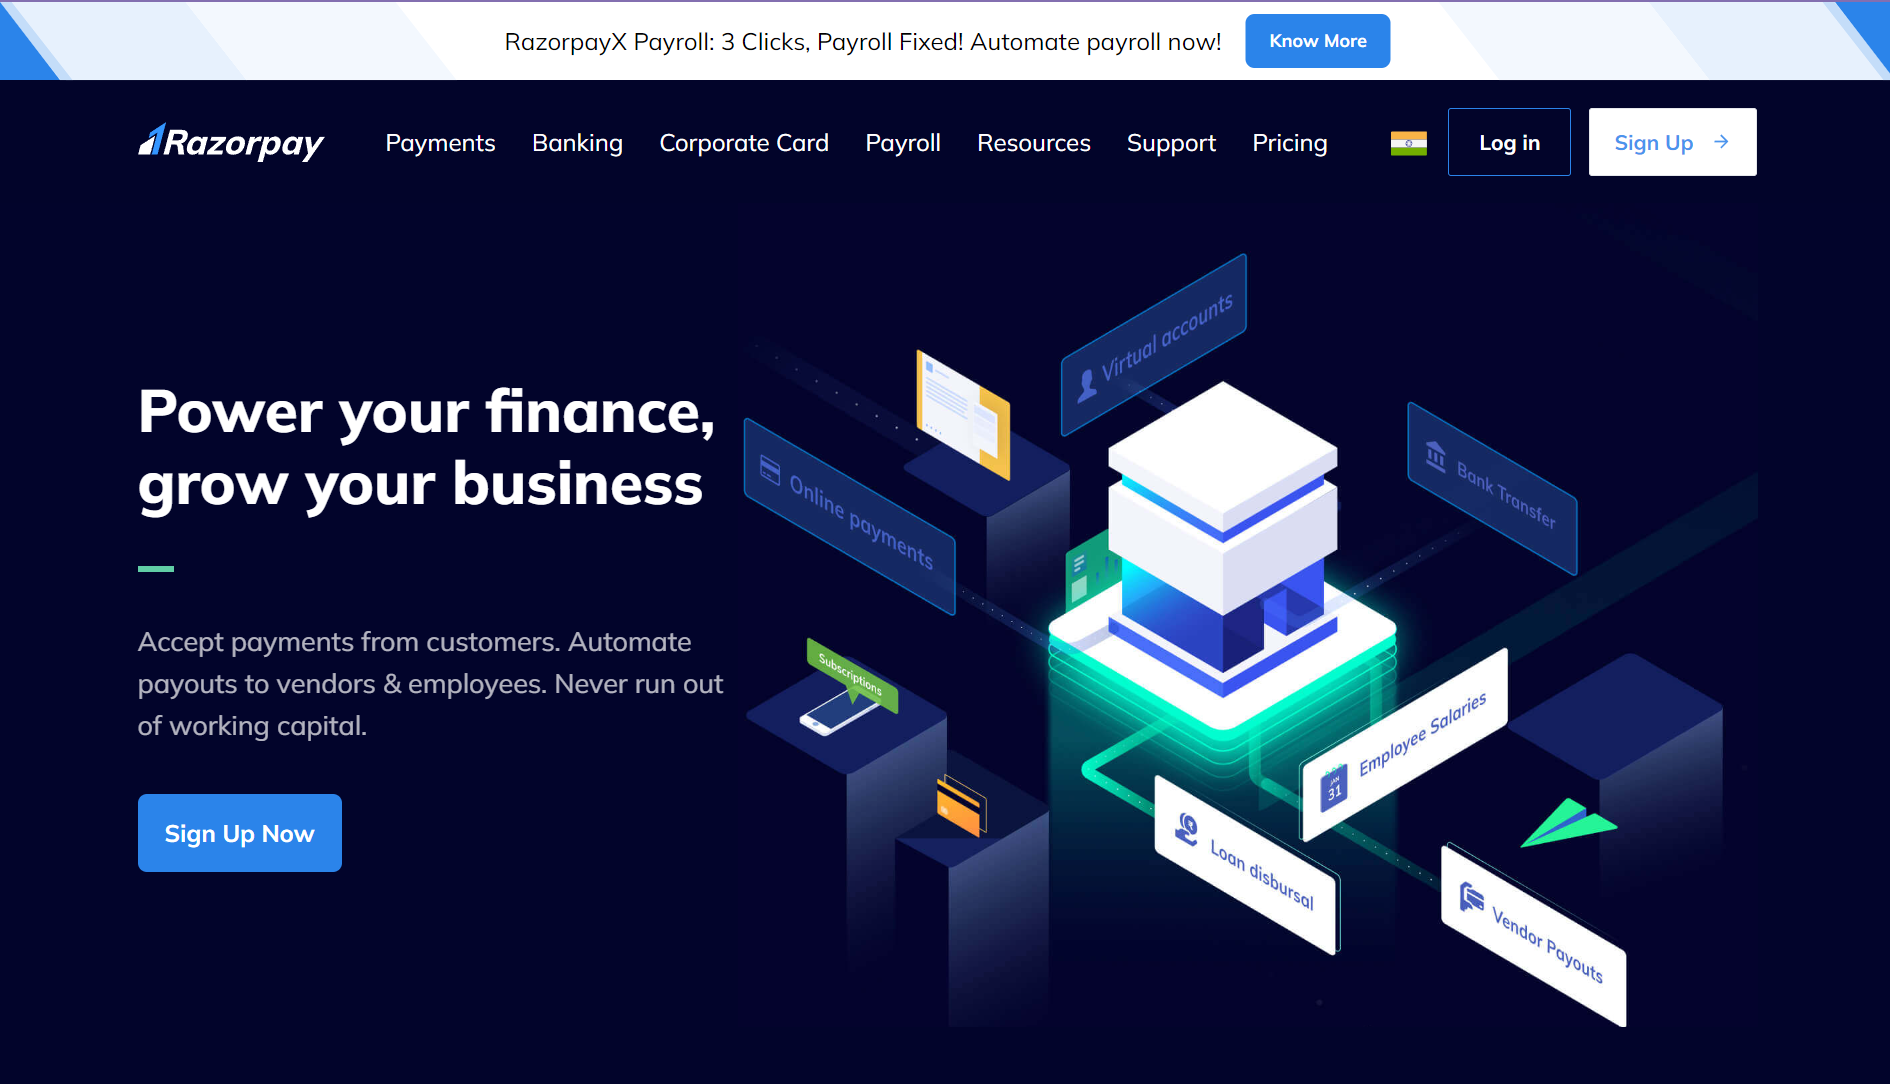 RazorpayX Payroll: 3 Clicks, Payroll Fixed! Automate payroll now!
Know More
Razorpay
Payments
Banking
Corporate Card
Payroll
Resources
Support
Pricing
Log in
Sign Up
Power your finance,
grow your business
Accept payments from customers. Automate
payouts to vendors & employees. Never run out
of working capital.
Sign Up Now
Virtual accounts
Online payments
Bank Transfer
Subscriptions
Employee Salaries
JAN
31
Loan disbursal
Vendor Payouts